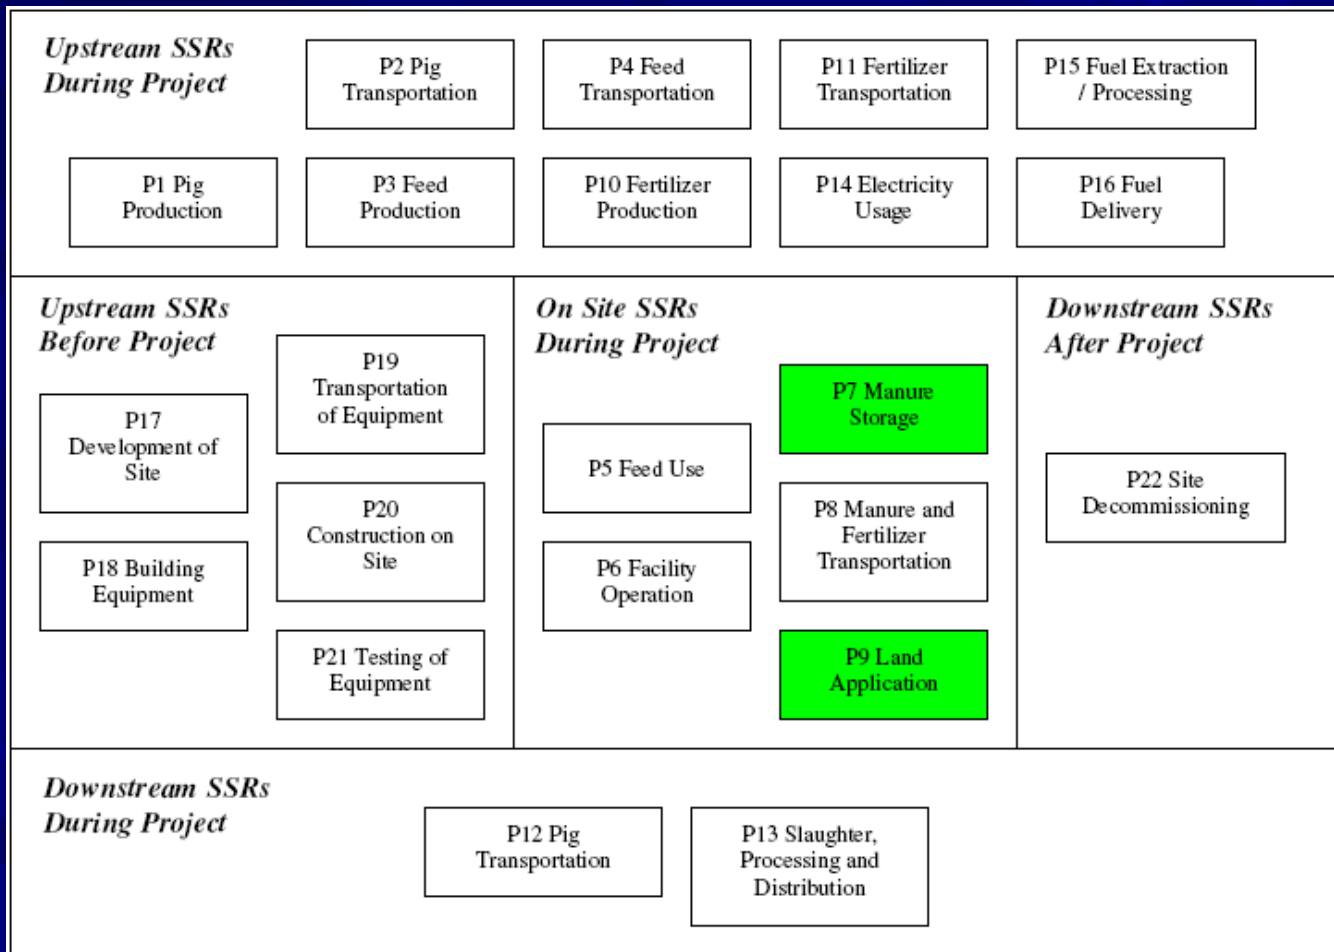 Upstream SSRs
During Project
P2 Pig
Transportation
P4 Feed
Transportation
P11 Fertilizer
Transportation
P15 Fuel Extraction
/ Processing
P1 Pig
Production
P3 Feed
Production
P10 Fertilizer
Production
P14 Electricity
Usage
P16 Fuel
Delivery
Upstream SSRs
Before Project
P19
Transportation
of Equipment
P17
Development of
Site
P20
Construction on
Site
P18 Building
Equipment
P21 Testing of
Equipment
On Site SSRs
During Project
P7 Manure
Storage
P5 Feed Use
P8 Manure and
Fertilizer
Transportation
P6 Facility
Operation
P9 Land
Application
Downstream SSRs
After Project
P22 Site
Decommissioning
Downstream SSRs
During Project
P12 Pig
Transportation
P13 Slaughter,
Processing and
Distribution